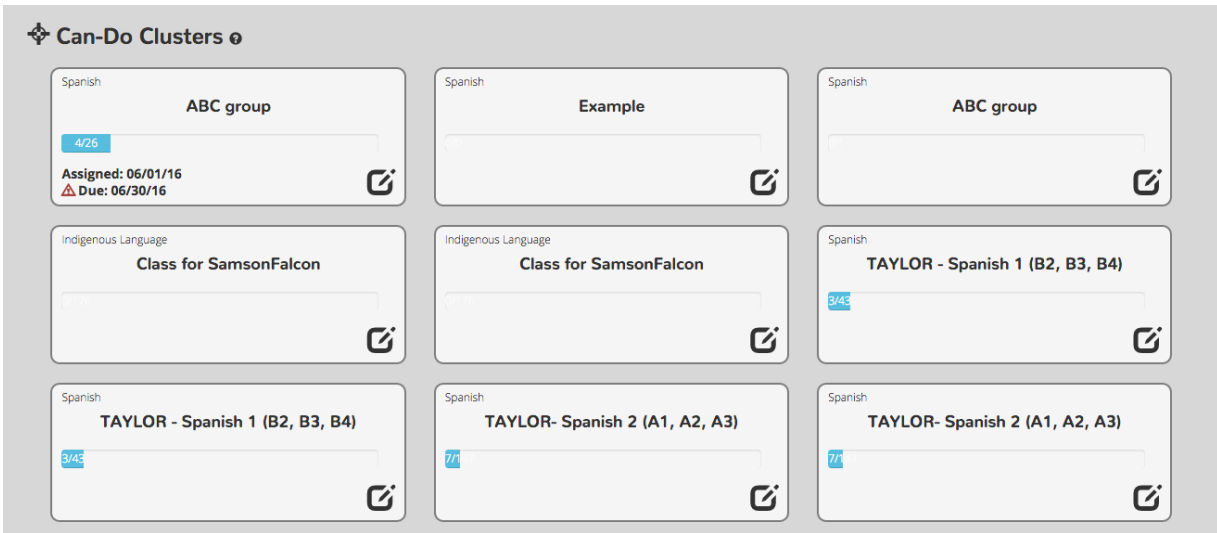 Can-Do Clusters ?
Spanish
ABC group
4/26
Assigned: 06/01/16
Due: 06/30/16
Spanish
Example
Spanish
ABC group
Indigenous Language
Class for SamsonFalcon
Indigenous Language
Class for SamsonFalcon
Spanish
TAYLOR - Spanish 1 (B2, B3, B4)
3/43
Spanish
TAYLOR - Spanish 1 (B2, B3, B4)
3/43
Spanish
TAYLOR- Spanish 2 (A1, A2, A3)
Spanish
TAYLOR- Spanish 2 (A1, A2, A3)